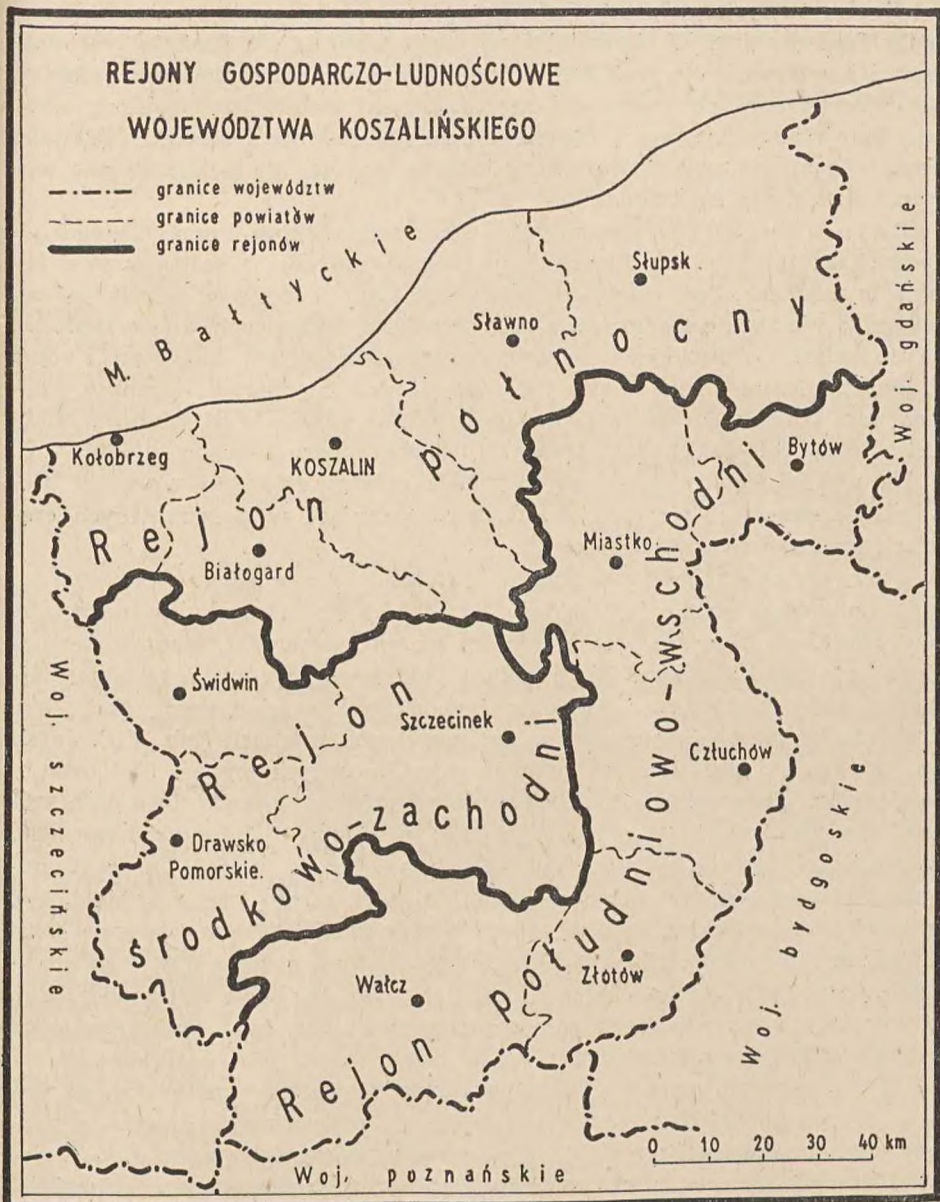 REJONY GOSPODARCZO-LUDNOŚCIOWE
WOJEWÓDZTWA KOSZALIŃSKIEGO
granice województw
granice powiatów
granice rejonów
M. Bałtyckie
Woj. gdańskie
Słupsk
Sławno
Kołobrzeg
KOSZALIN
Bytów
Rejon północny
Białogard
Miastko
Świdwin
Szczecinek
Człuchów
Rejon
środkowo-zachodni
Drawsko
Pomorskie.
Woj. szczecińskie
Woj. bydgoskie
Wałcz
Złotów
Rejon południowo-wschodni
0 10 20 30 40 km
Woj. poznańskie